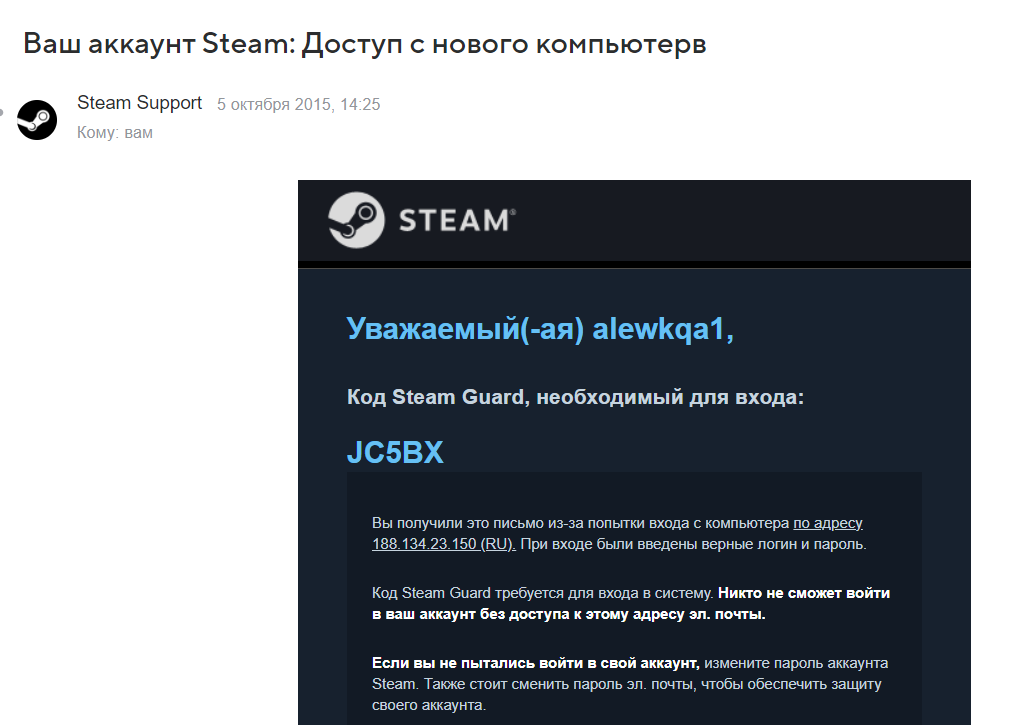 Ваш аккаунт Steam: Доступ с нового компьютерв
Steam Support 5 октября 2015, 14:25
Кому: вам
STEAM®
Уважаемый(-ая) alewkqa1,
Код Steam Guard, необходимый для входа:
JC5BX
Вы получили это письмо из-за попытки входа с компьютера по адресу
188.134.23.150 (RU). При входе были введены верные логин и пароль.
Код Steam Guard требуется для входа в систему. Никто не сможет войти
в ваш аккаунт без доступа к этому адресу эл. почты.
Если вы не пытались войти в свой аккаунт, измените пароль аккаунта
Steam. Также стоит сменить пароль эл. почты, чтобы обеспечить защиту
своего аккаунта.